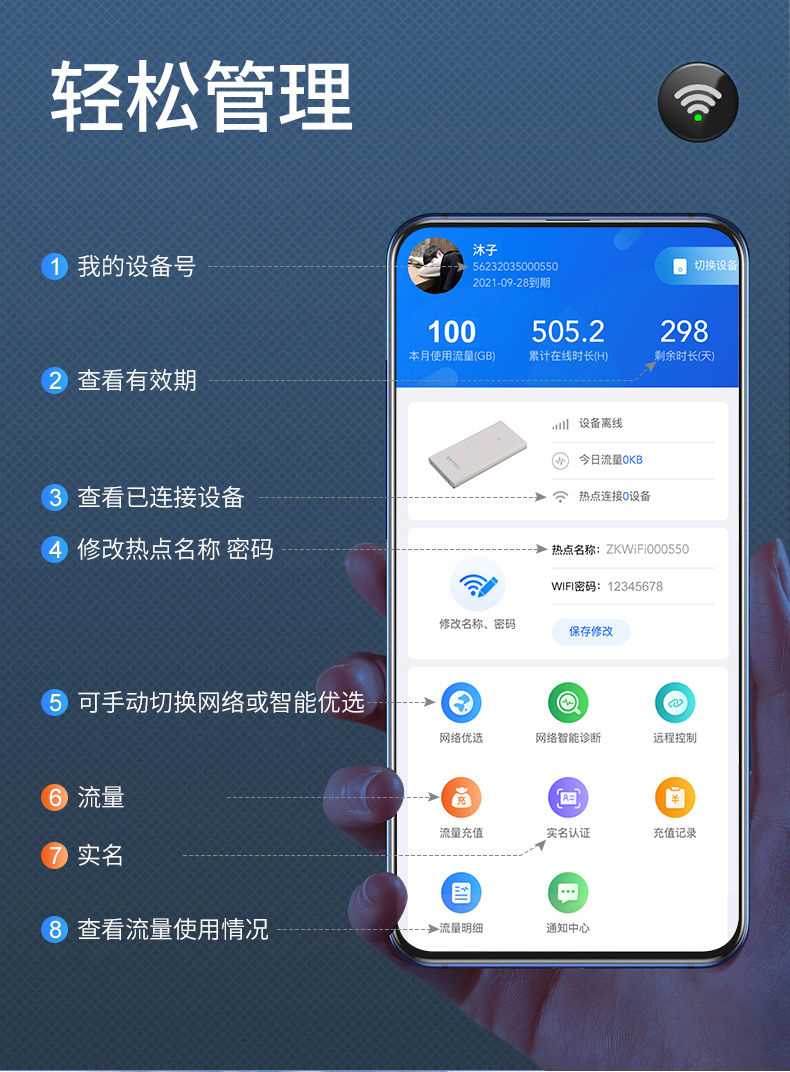 轻松管理
1 我的设备号
2 查看有效期
3 查看已连接设备
4 修改热点名称 密码
5 可手动切换网络或智能优选
6 流量
7 实名
8 查看流量使用情况
沐子
56232035000550
2021-09-28到期
切换设备
100 505.2 298
本月使用流量(GB) 累计在线时长(H) 剩余时长(天)
设备离线
今日流量0KB
热点连接0设备
热点名称: ZKWiFi000550
WIFI密码: 12345678
修改名称、密码
保存修改
网络优选 网络智能诊断 远程控制
充
流量充值 实名认证 充值记录
流量明细 通知中心